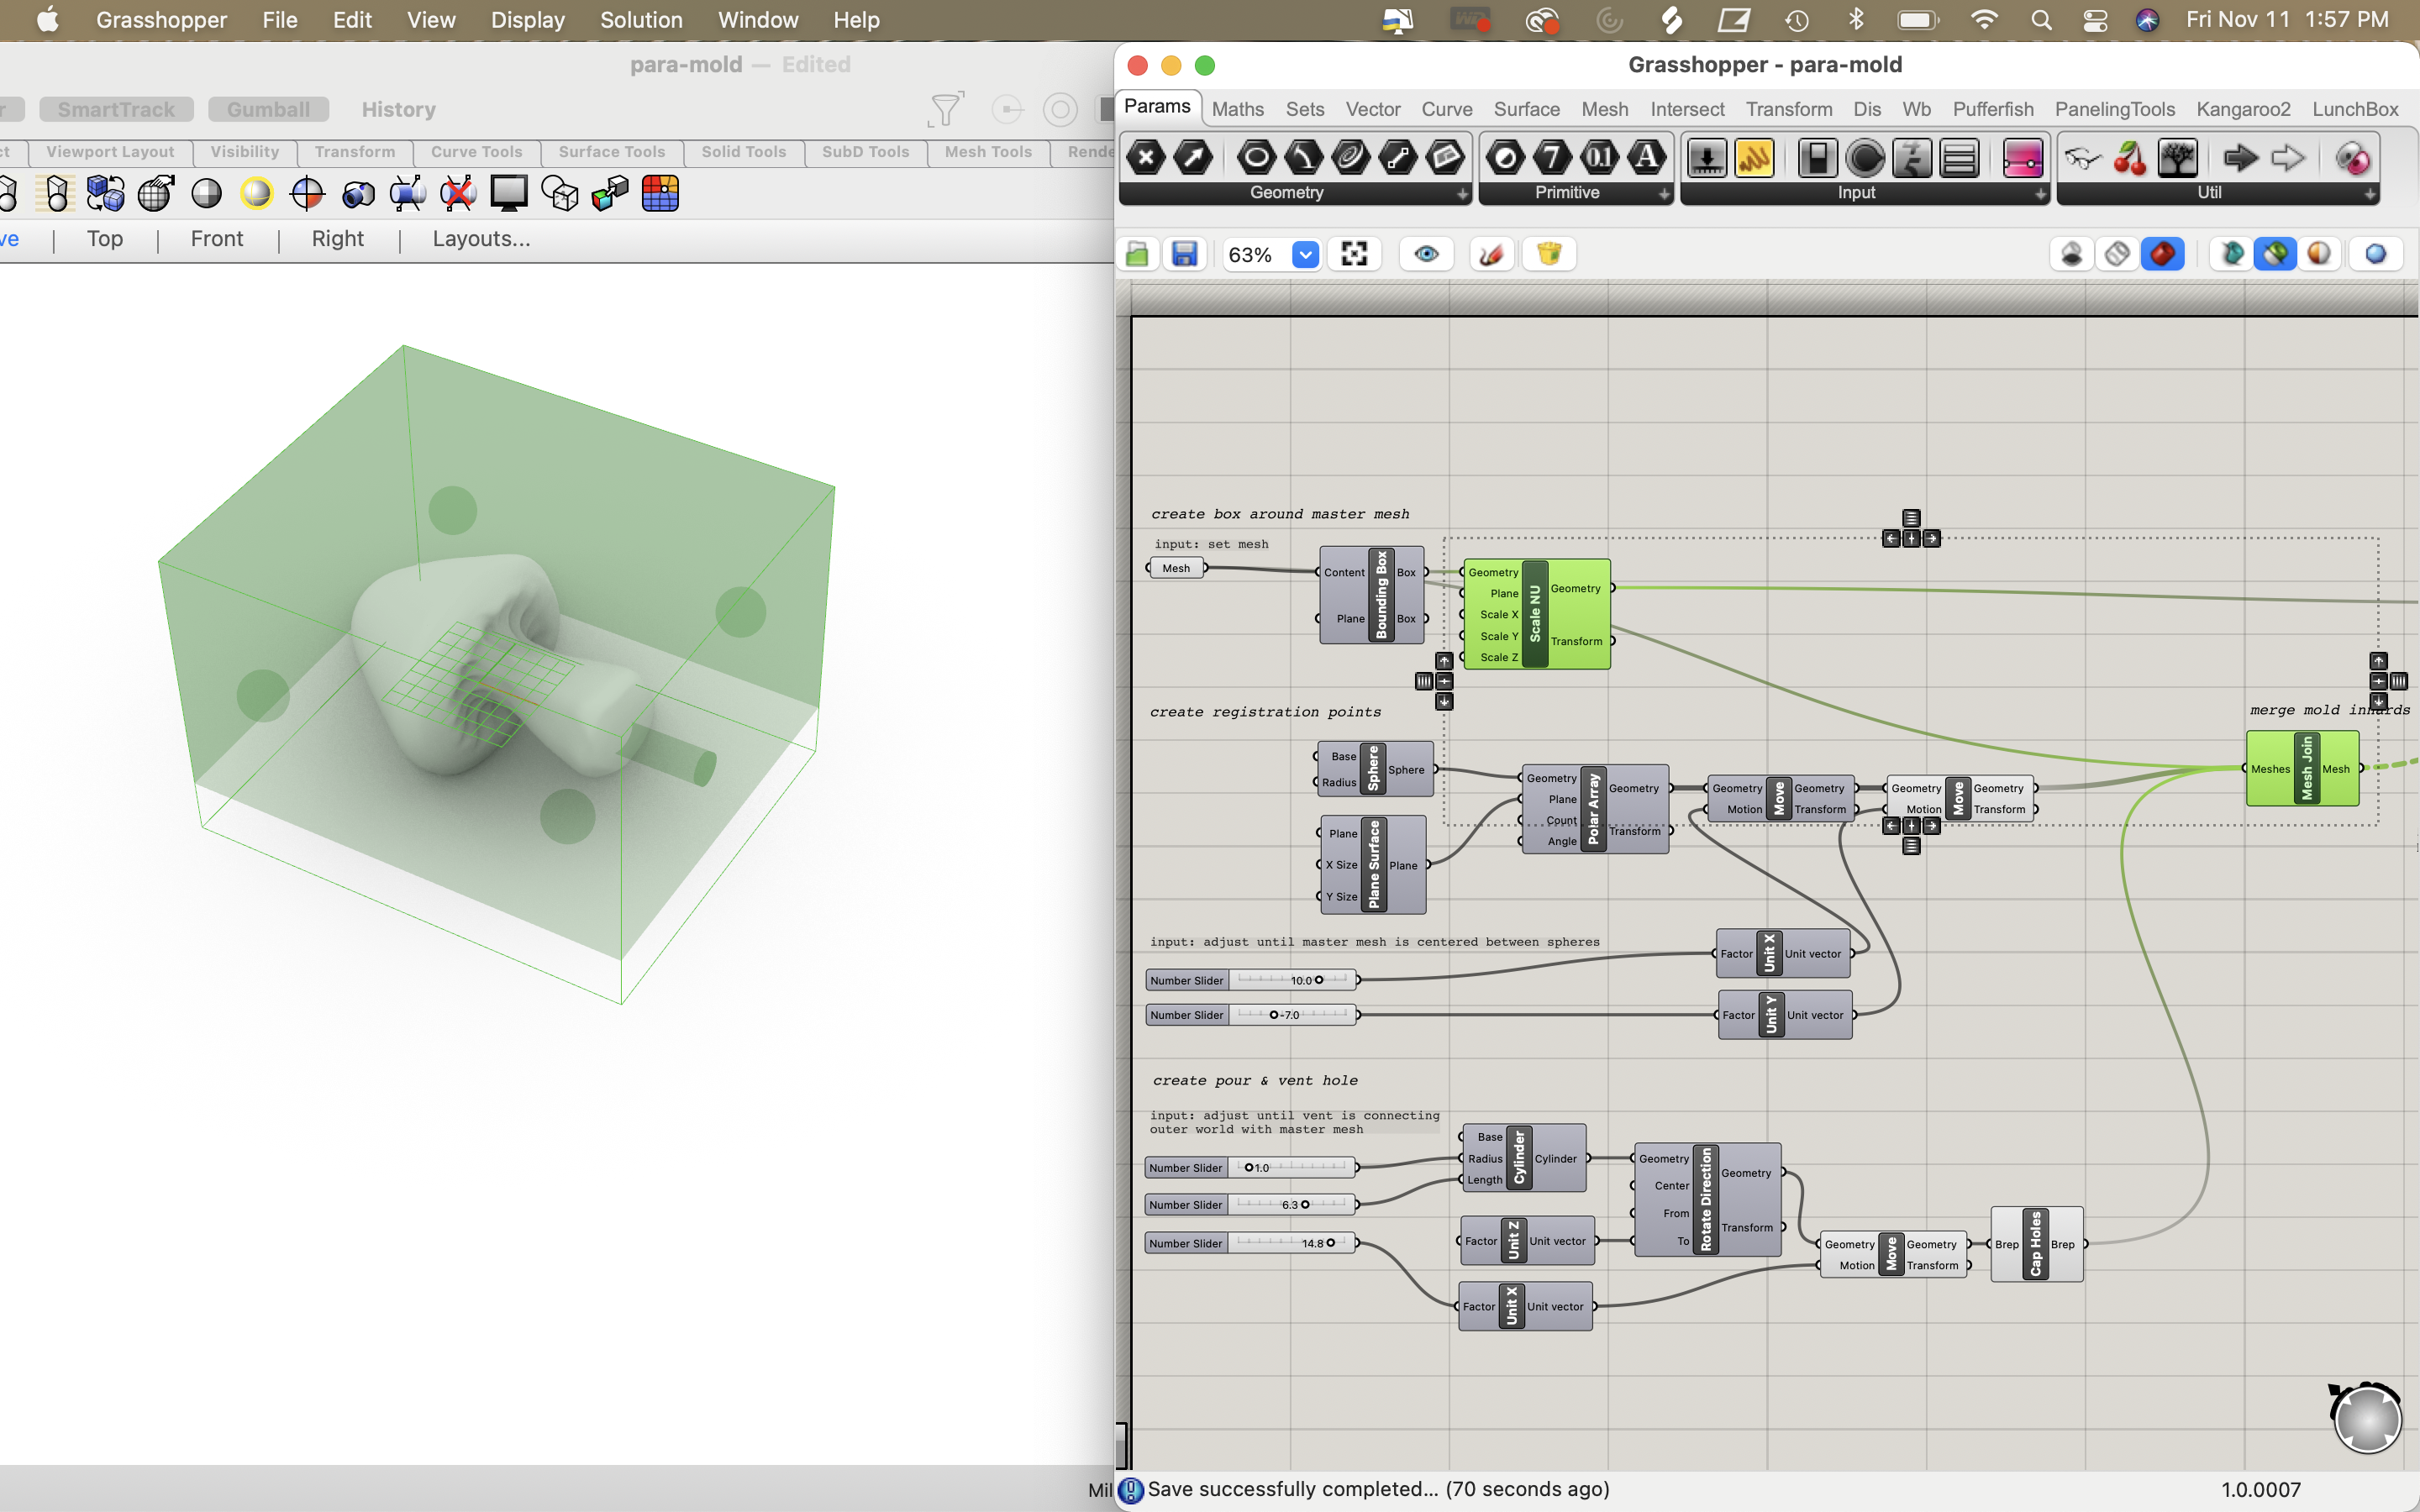 Grasshopper File Edit View Display Solution Window Help
Fri Nov 11 1:57 PM
para-mold — Edited
SmartTrack Gumball History
Viewport Layout Visibility Transform Curve Tools Surface Tools Solid Tools SubD Tools Mesh Tools
Top | Front | Right | Layouts...
Grasshopper - para-mold
Params Maths Sets Vector Curve Surface Mesh Intersect Transform Dis Wb Pufferfish PanelingTools Kangaroo2 LunchBox
Geometry Primitive Input Util
63%
create box around master mesh
input: set mesh
Mesh
Content Plane Bounding Box Box Box
Geometry Plane Scale X Scale Y Scale Z Scale NU Geometry Transform
create registration points
merge mold innards
Base Radius Sphere Sphere
Plane X Size Y Size Plane Surface Plane
Geometry Plane Count Angle Polar Array Geometry Transform
Geometry Motion Move Geometry Transform
Geometry Motion Move Geometry Transform
Meshes Mesh Join Mesh
input: adjust until master mesh is centered between spheres
Number Slider 10.0
Factor Unit X Unit vector
Number Slider -7.0
Factor Unit Y Unit vector
create pour & vent hole
input: adjust until vent is connecting
outer world with master mesh
Number Slider 1.0
Number Slider 6.3
Number Slider 14.8
Base Radius Length Cylinder Cylinder
Factor Unit Z Unit vector
Factor Unit X Unit vector
Geometry Center From To Rotate Direction Geometry Transform
Geometry Motion Move Geometry Transform
Brep Cap Holes Brep
Save successfully completed... (70 seconds ago)
1.0.0007